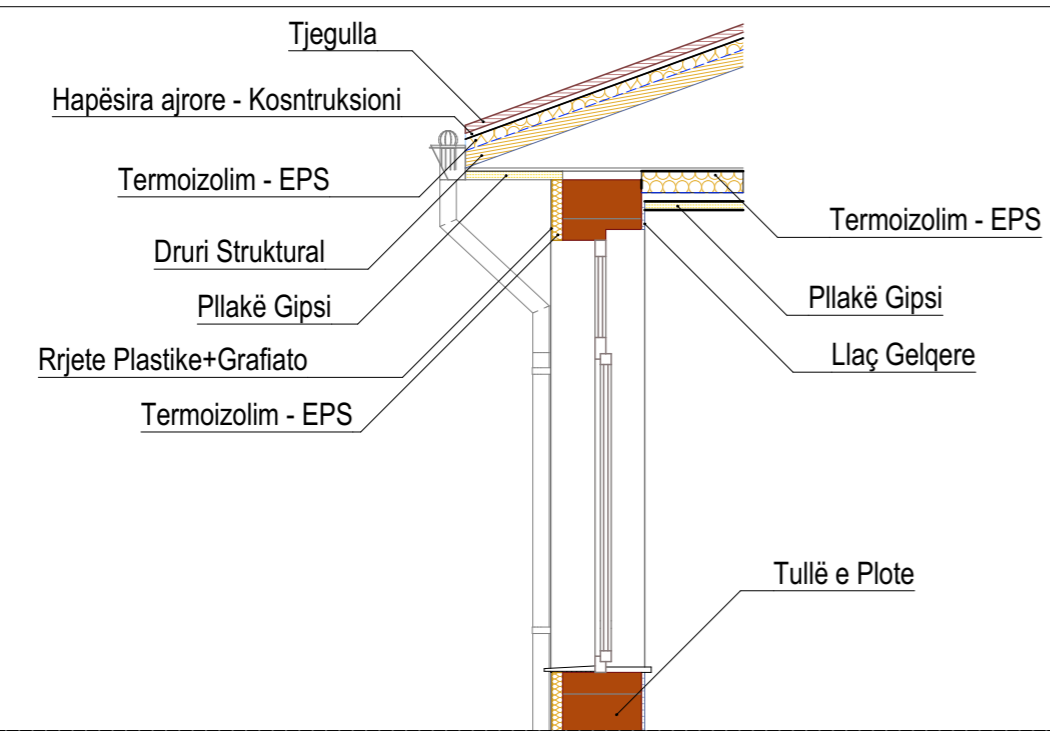 Tjegulla
Hapësira ajrore - Kosntruksioni
Termoizolim - EPS
Druri Struktural
Pllakë Gipsi
Rrjete Plastike+Grafiato
Termoizolim - EPS
Termoizolim - EPS
Pllakë Gipsi
Llaç Gelqere
Tullë e Plote